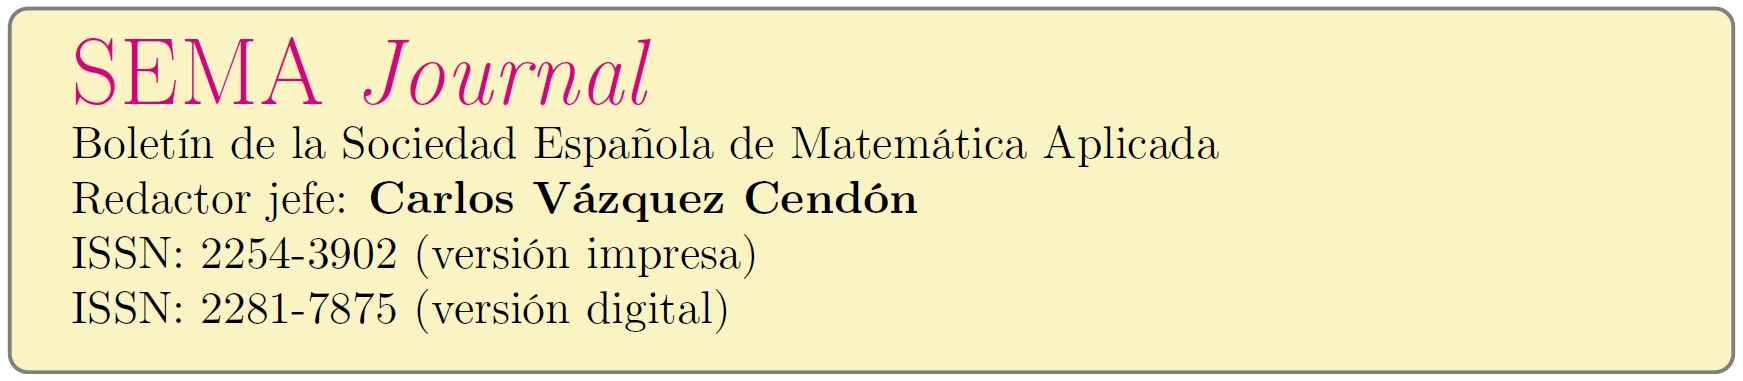 SEMA Journal
Boletín de la Sociedad Española de Matemática Aplicada
Redactor jefe: Carlos Vázquez Cendón
ISSN: 2254-3902 (versión impresa)
ISSN: 2281-7875 (versión digital)